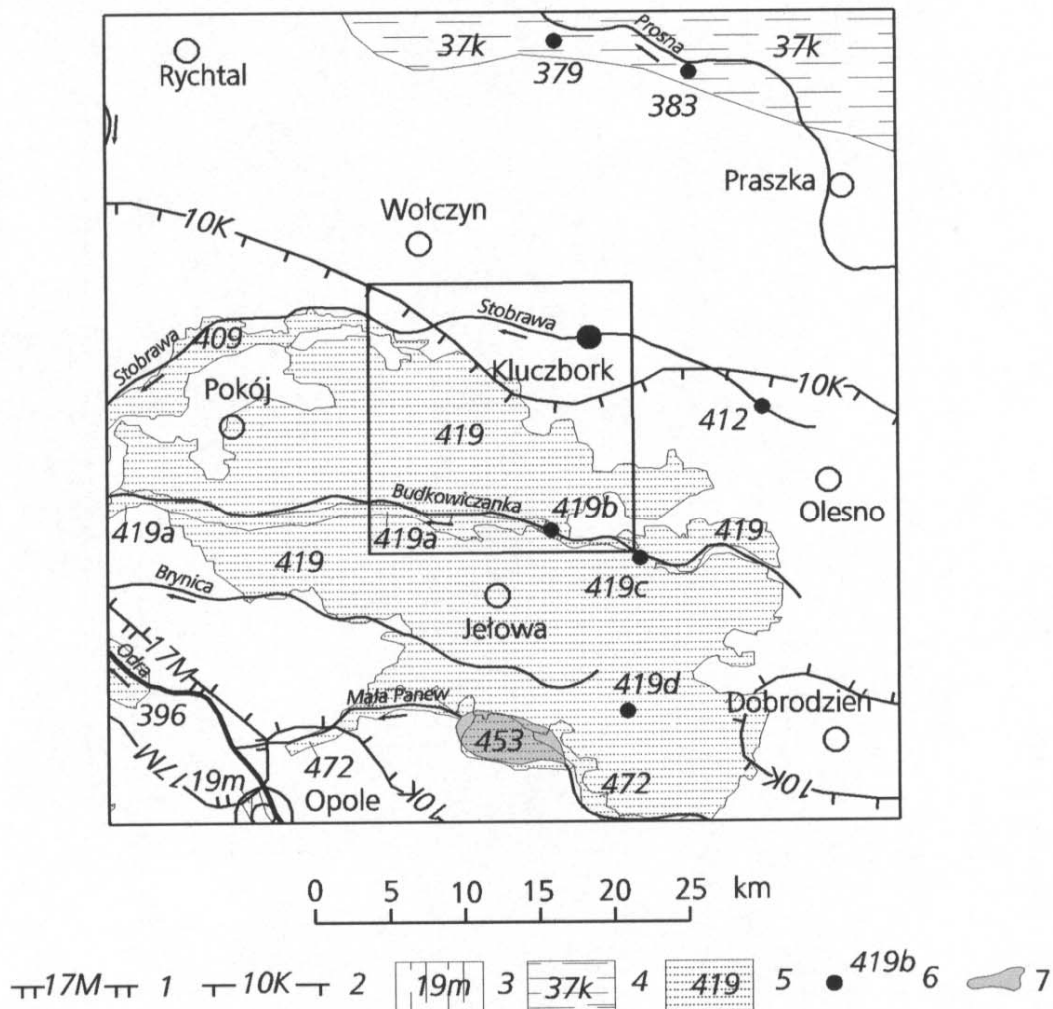 Rychtal
37k
379
Prosna
37k
383
Praszka
Wołczyn
10K
Stobrawa
Kluczbork
10K
412
Stobrawa
409
Pokój
419
Olesno
Budkowiczanka
419b
419
419a
419a
419
419c
Brynica
Jełowa
17M
Odra
396
Mała Panew
419d
Dobrodzien
453
17M
19m
472
Opole
10K
472
10K
0 5 10 15 20 25 km
17M 1 10K 2 19m 3 37k 4 419 5 419b 6 7